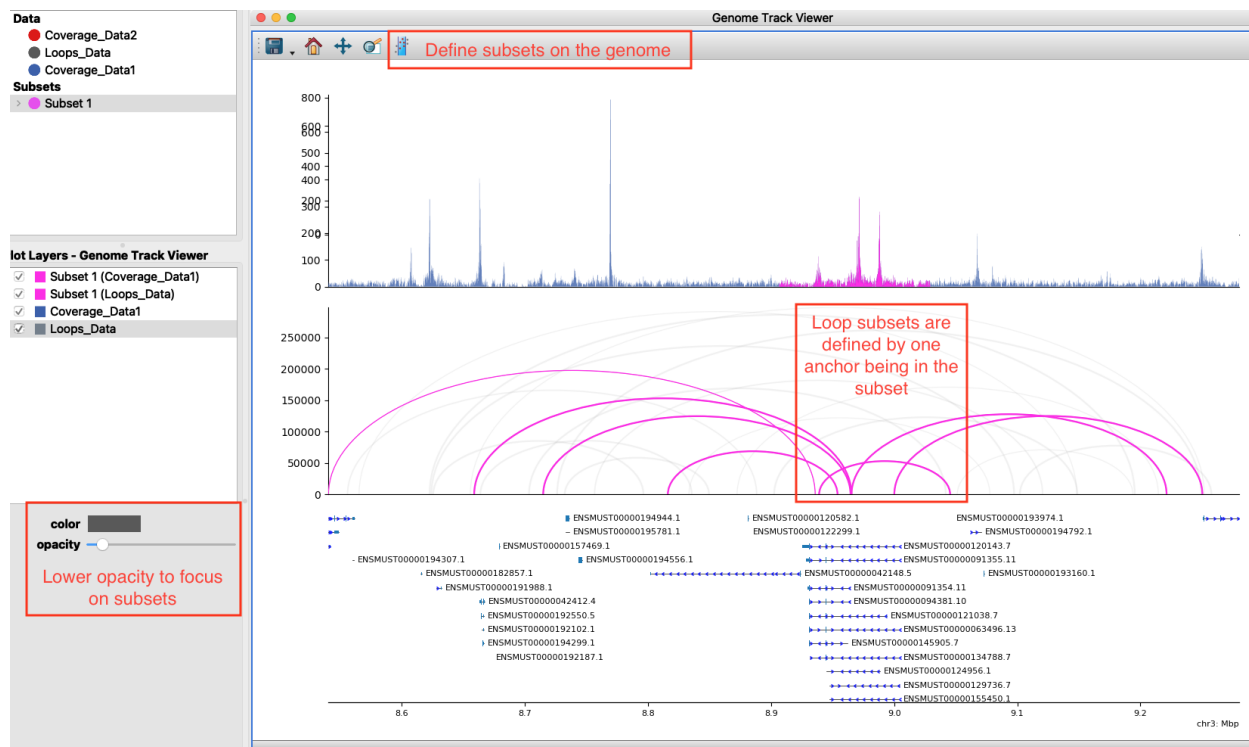 Data
Coverage_Data2
Loops_Data
Coverage_Data1
Subsets
Subset 1
lot Layers - Genome Track Viewer
Subset 1 (Coverage_Data1)
Subset 1 (Loops_Data)
Coverage_Data1
Loops_Data
color
opacity
Lower opacity to focus
on subsets
Genome Track Viewer
Define subsets on the genome
800
600
600
500
400
400
300
200
300
200
0
100
0
250000
200000
150000
100000
50000
0
Loop subsets are
defined by one
anchor being in the
subset
ENSMUST00000194944.1
ENSMUST00000120582.1
ENSMUST00000193974.1
ENSMUST00000195781.1
ENSMUST00000122299.1
ENSMUST00000194792.1
ENSMUST00000157469.1
ENSMUST00000120143.7
ENSMUST00000194307.1
ENSMUST00000194556.1
ENSMUST00000091355.11
ENSMUST00000182857.1
ENSMUST00000042148.5
ENSMUST00000193160.1
ENSMUST00000191988.1
ENSMUST00000091354.11
ENSMUST00000042412.4
ENSMUST00000094381.10
ENSMUST00000192550.5
ENSMUST00000121038.7
ENSMUST00000192102.1
ENSMUST00000063496.13
ENSMUST00000194299.1
ENSMUST00000145905.7
ENSMUST00000192187.1
ENSMUST00000134788.7
ENSMUST00000124956.1
ENSMUST00000129736.7
ENSMUST00000155450.1
8.6
8.7
8.8
8.9
9.0
9.1
9.2
chr3: Mbp